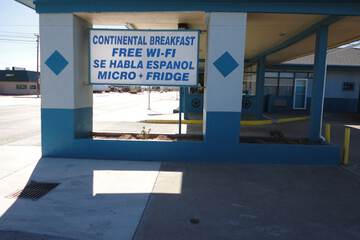 CONTINENTAL BREAKFAST
FREE WI-FI
SE HABLA ESPANOL
MICRO + FRIDGE